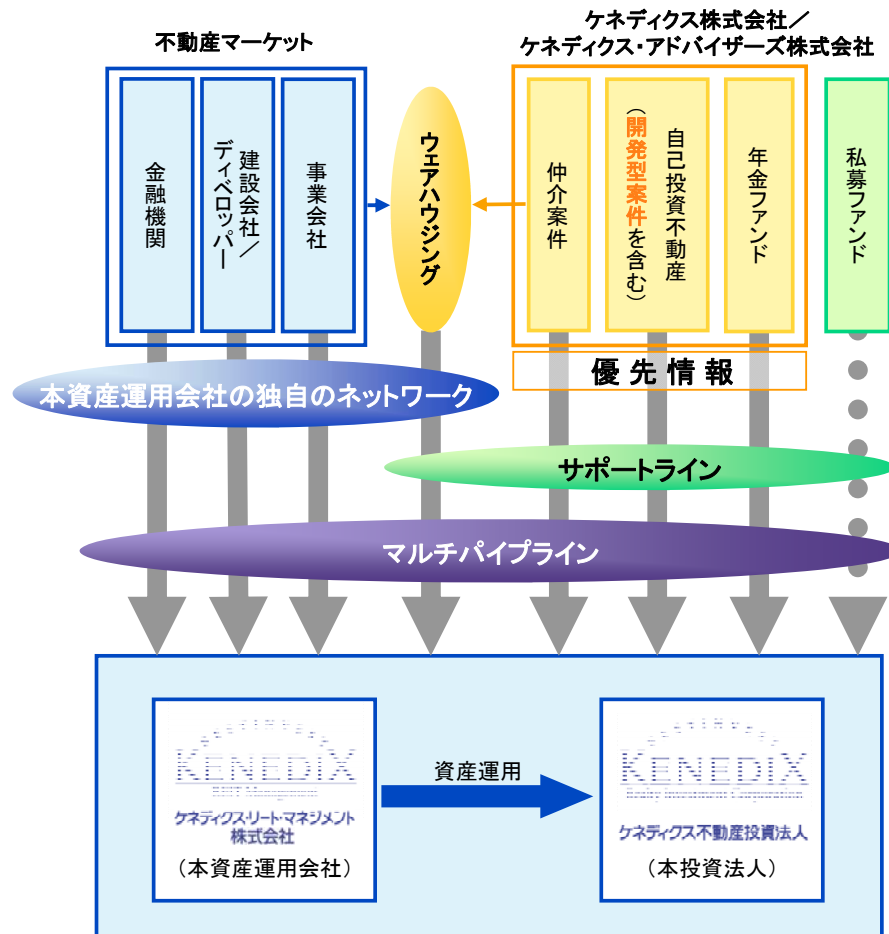 不動産マーケット
ケネディクス株式会社／
ケネディクス・アドバイザーズ株式会社
金融機関
建設会社／
ディベロッパー
事業会社
ウェアハウジング
仲介案件
自己投資不動産
（開発型案件を含む）
年金ファンド
私募ファンド
優先情報
本資産運用会社の独自のネットワーク
サポートライン
マルチパイプライン
KENEDIX
ケネディクス・リート・マネジメント
株式会社
（本資産運用会社）
資産運用
KENEDIX
ケネディクス不動産投資法人
（本投資法人）